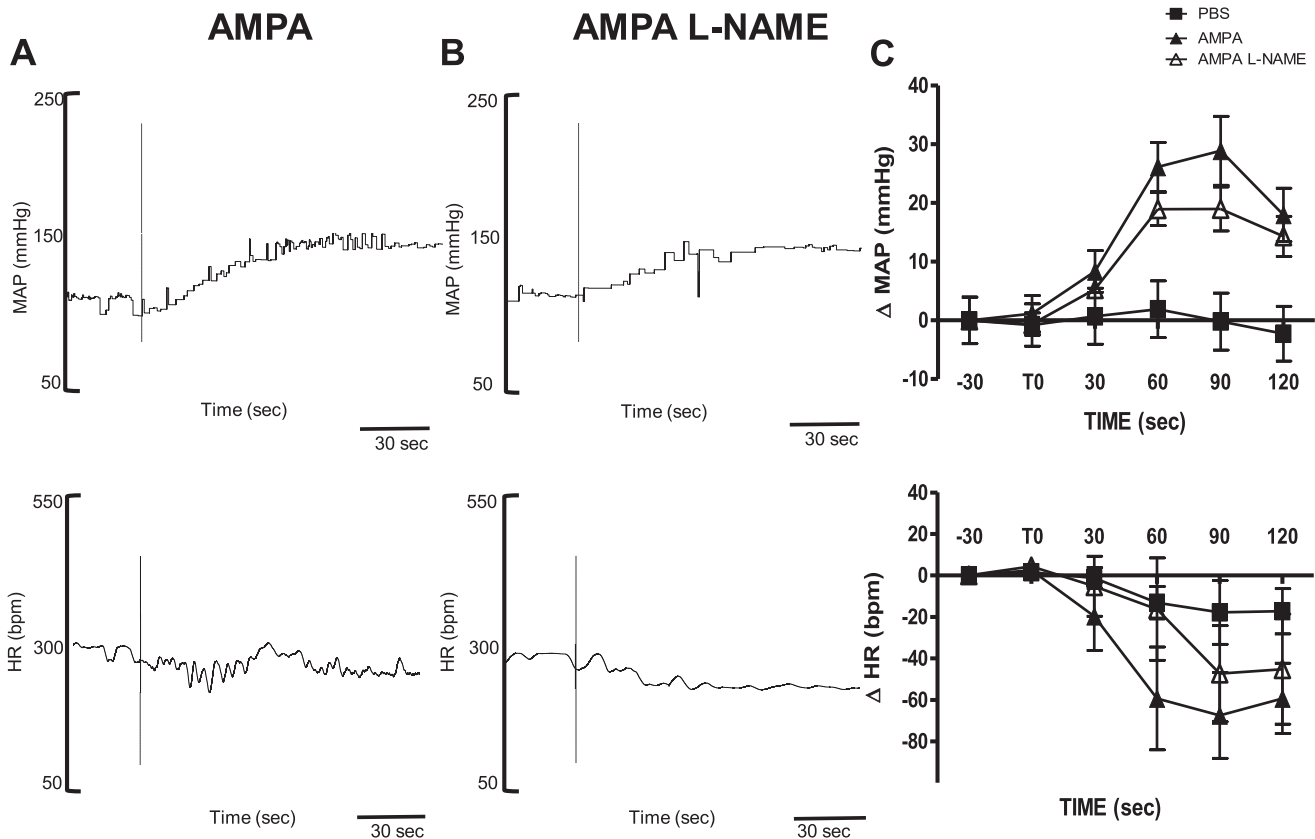 A
AMPA
250
MAP (mmHg)
150
50
Time (sec)
30 sec
550
HR (bpm)
300
50
Time (sec)
30 sec
B
AMPA L-NAME
250
MAP (mmHg)
150
50
Time (sec)
30 sec
550
HR (bpm)
300
50
Time (sec)
30 sec
C
PBS
AMPA
AMPA L-NAME
Δ MAP (mmHg)
40
30
20
10
0
-10
-30 T0 30 60 90 120
TIME (sec)
Δ HR (bpm)
40
20
0
-20
-40
-60
-80
-30 T0 30 60 90 120
TIME (sec)